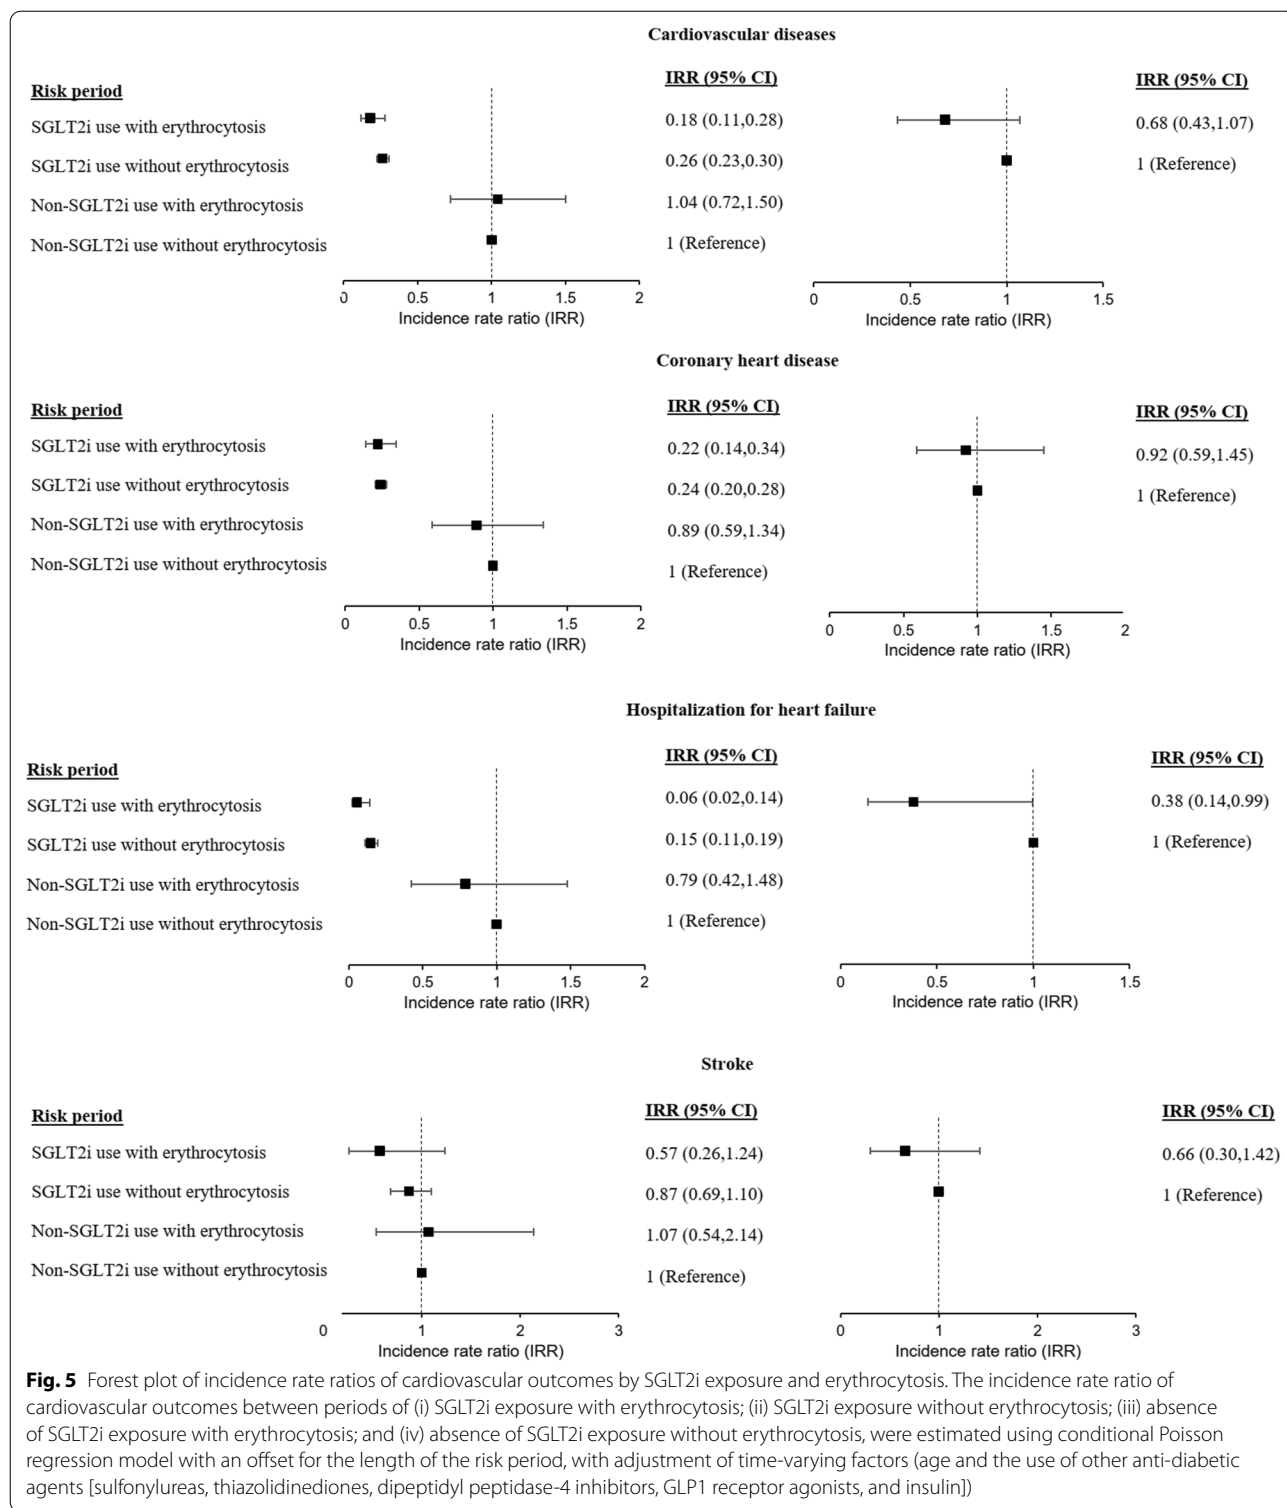 Cardiovascular diseases
Risk period IRR (95% CI) IRR (95% CI)
SGLT2i use with erythrocytosis 0.18 (0.11,0.28) 0.68 (0.43,1.07)
SGLT2i use without erythrocytosis 0.26 (0.23,0.30) 1 (Reference)
Non-SGLT2i use with erythrocytosis 1.04 (0.72,1.50)
Non-SGLT2i use without erythrocytosis 1 (Reference)
0 0.5 1 1.5 2 0 0.5 1 1.5
Incidence rate ratio (IRR) Incidence rate ratio (IRR)
Coronary heart disease
Risk period IRR (95% CI) IRR (95% CI)
SGLT2i use with erythrocytosis 0.22 (0.14,0.34) 0.92 (0.59,1.45)
SGLT2i use without erythrocytosis 0.24 (0.20,0.28) 1 (Reference)
Non-SGLT2i use with erythrocytosis 0.89 (0.59,1.34)
Non-SGLT2i use without erythrocytosis 1 (Reference)
0 0.5 1 1.5 2 0 0.5 1 1.5 2
Incidence rate ratio (IRR) Incidence rate ratio (IRR)
Hospitalization for heart failure
Risk period IRR (95% CI) IRR (95% CI)
SGLT2i use with erythrocytosis 0.06 (0.02,0.14) 0.38 (0.14,0.99)
SGLT2i use without erythrocytosis 0.15 (0.11,0.19) 1 (Reference)
Non-SGLT2i use with erythrocytosis 0.79 (0.42,1.48)
Non-SGLT2i use without erythrocytosis 1 (Reference)
0 0.5 1 1.5 2 0 0.5 1 1.5
Incidence rate ratio (IRR) Incidence rate ratio (IRR)
Stroke
Risk period IRR (95% CI) IRR (95% CI)
SGLT2i use with erythrocytosis 0.57 (0.26,1.24) 0.66 (0.30,1.42)
SGLT2i use without erythrocytosis 0.87 (0.69,1.10) 1 (Reference)
Non-SGLT2i use with erythrocytosis 1.07 (0.54,2.14)
Non-SGLT2i use without erythrocytosis 1 (Reference)
0 1 2 3 0 1 2 3
Incidence rate ratio (IRR) Incidence rate ratio (IRR)
Fig. 5 Forest plot of incidence rate ratios of cardiovascular outcomes by SGLT2i exposure and erythrocytosis. The incidence rate ratio of
cardiovascular outcomes between periods of (i) SGLT2i exposure with erythrocytosis; (ii) SGLT2i exposure without erythrocytosis; (iii) absence
of SGLT2i exposure with erythrocytosis; and (iv) absence of SGLT2i exposure without erythrocytosis, were estimated using conditional Poisson
regression model with an offset for the length of the risk period, with adjustment of time-varying factors (age and the use of other anti-diabetic
agents [sulfonylureas, thiazolidinediones, dipeptidyl peptidase-4 inhibitors, GLP1 receptor agonists, and insulin])